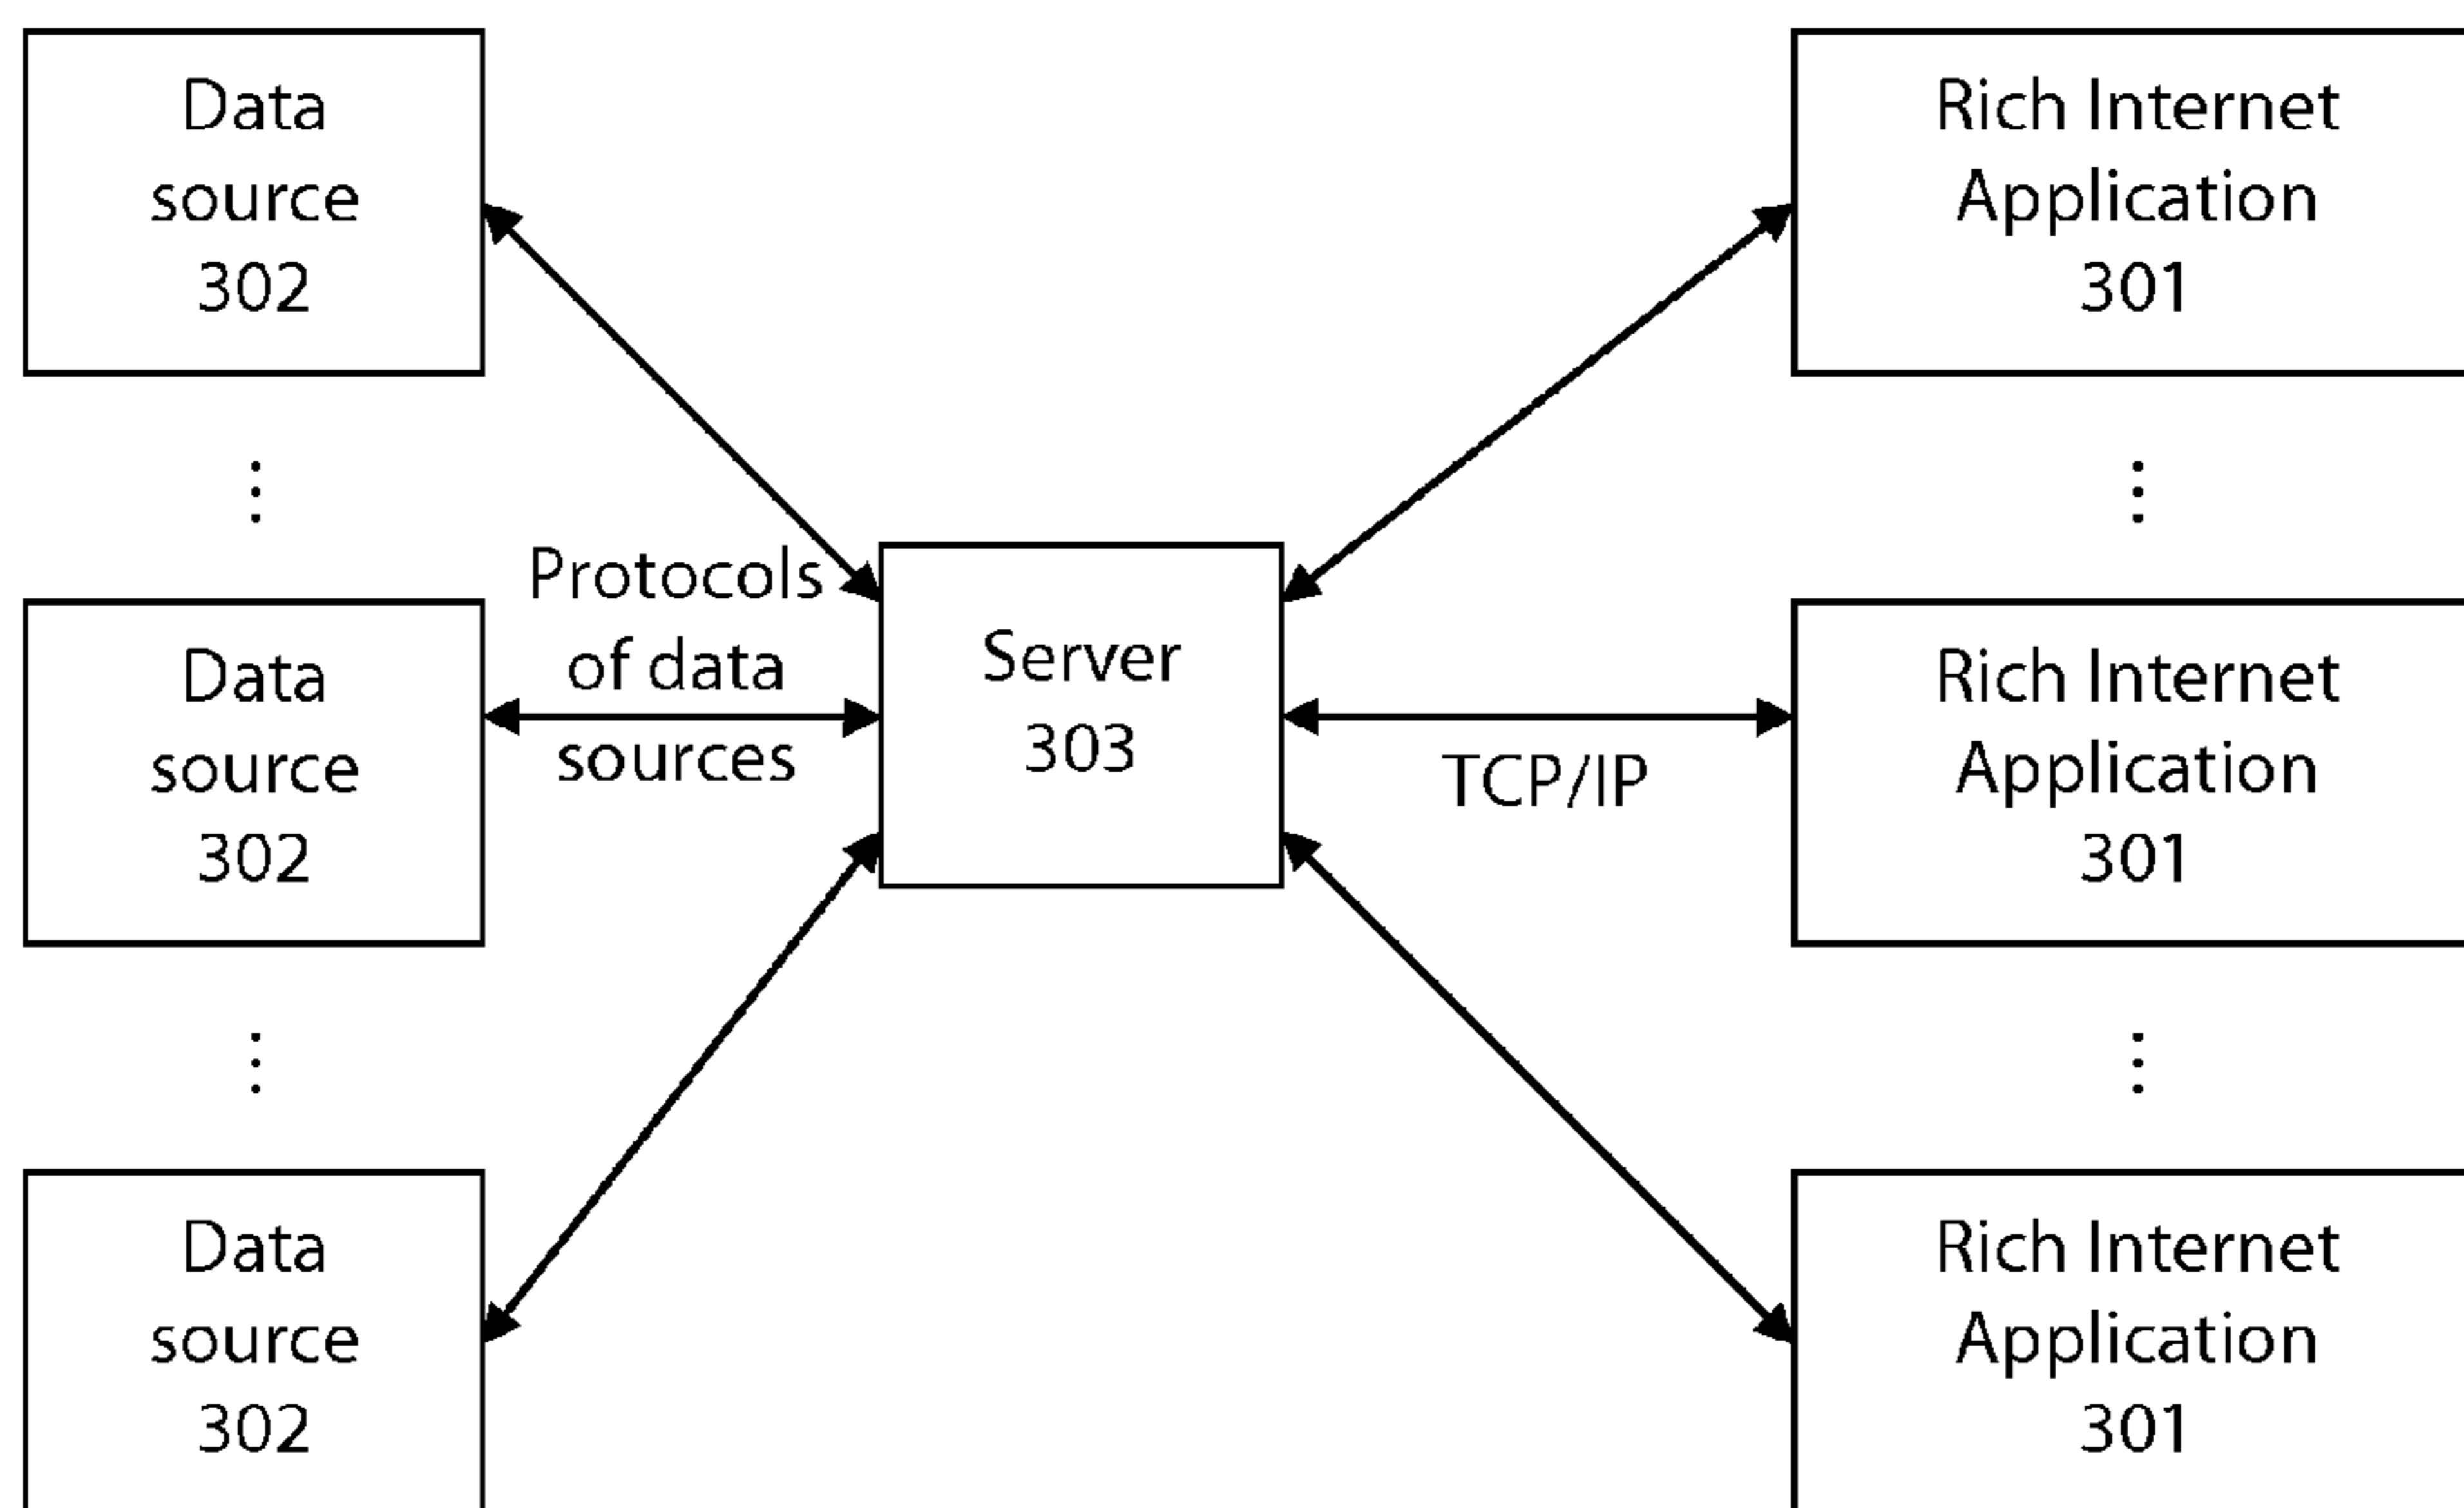 Data
source
302
Rich Internet
Application
301
Protocols
of data
sources
Data
source
302
Server
303
TCP/IP
Rich Internet
Application
301
Data
source
302
Rich Internet
Application
301